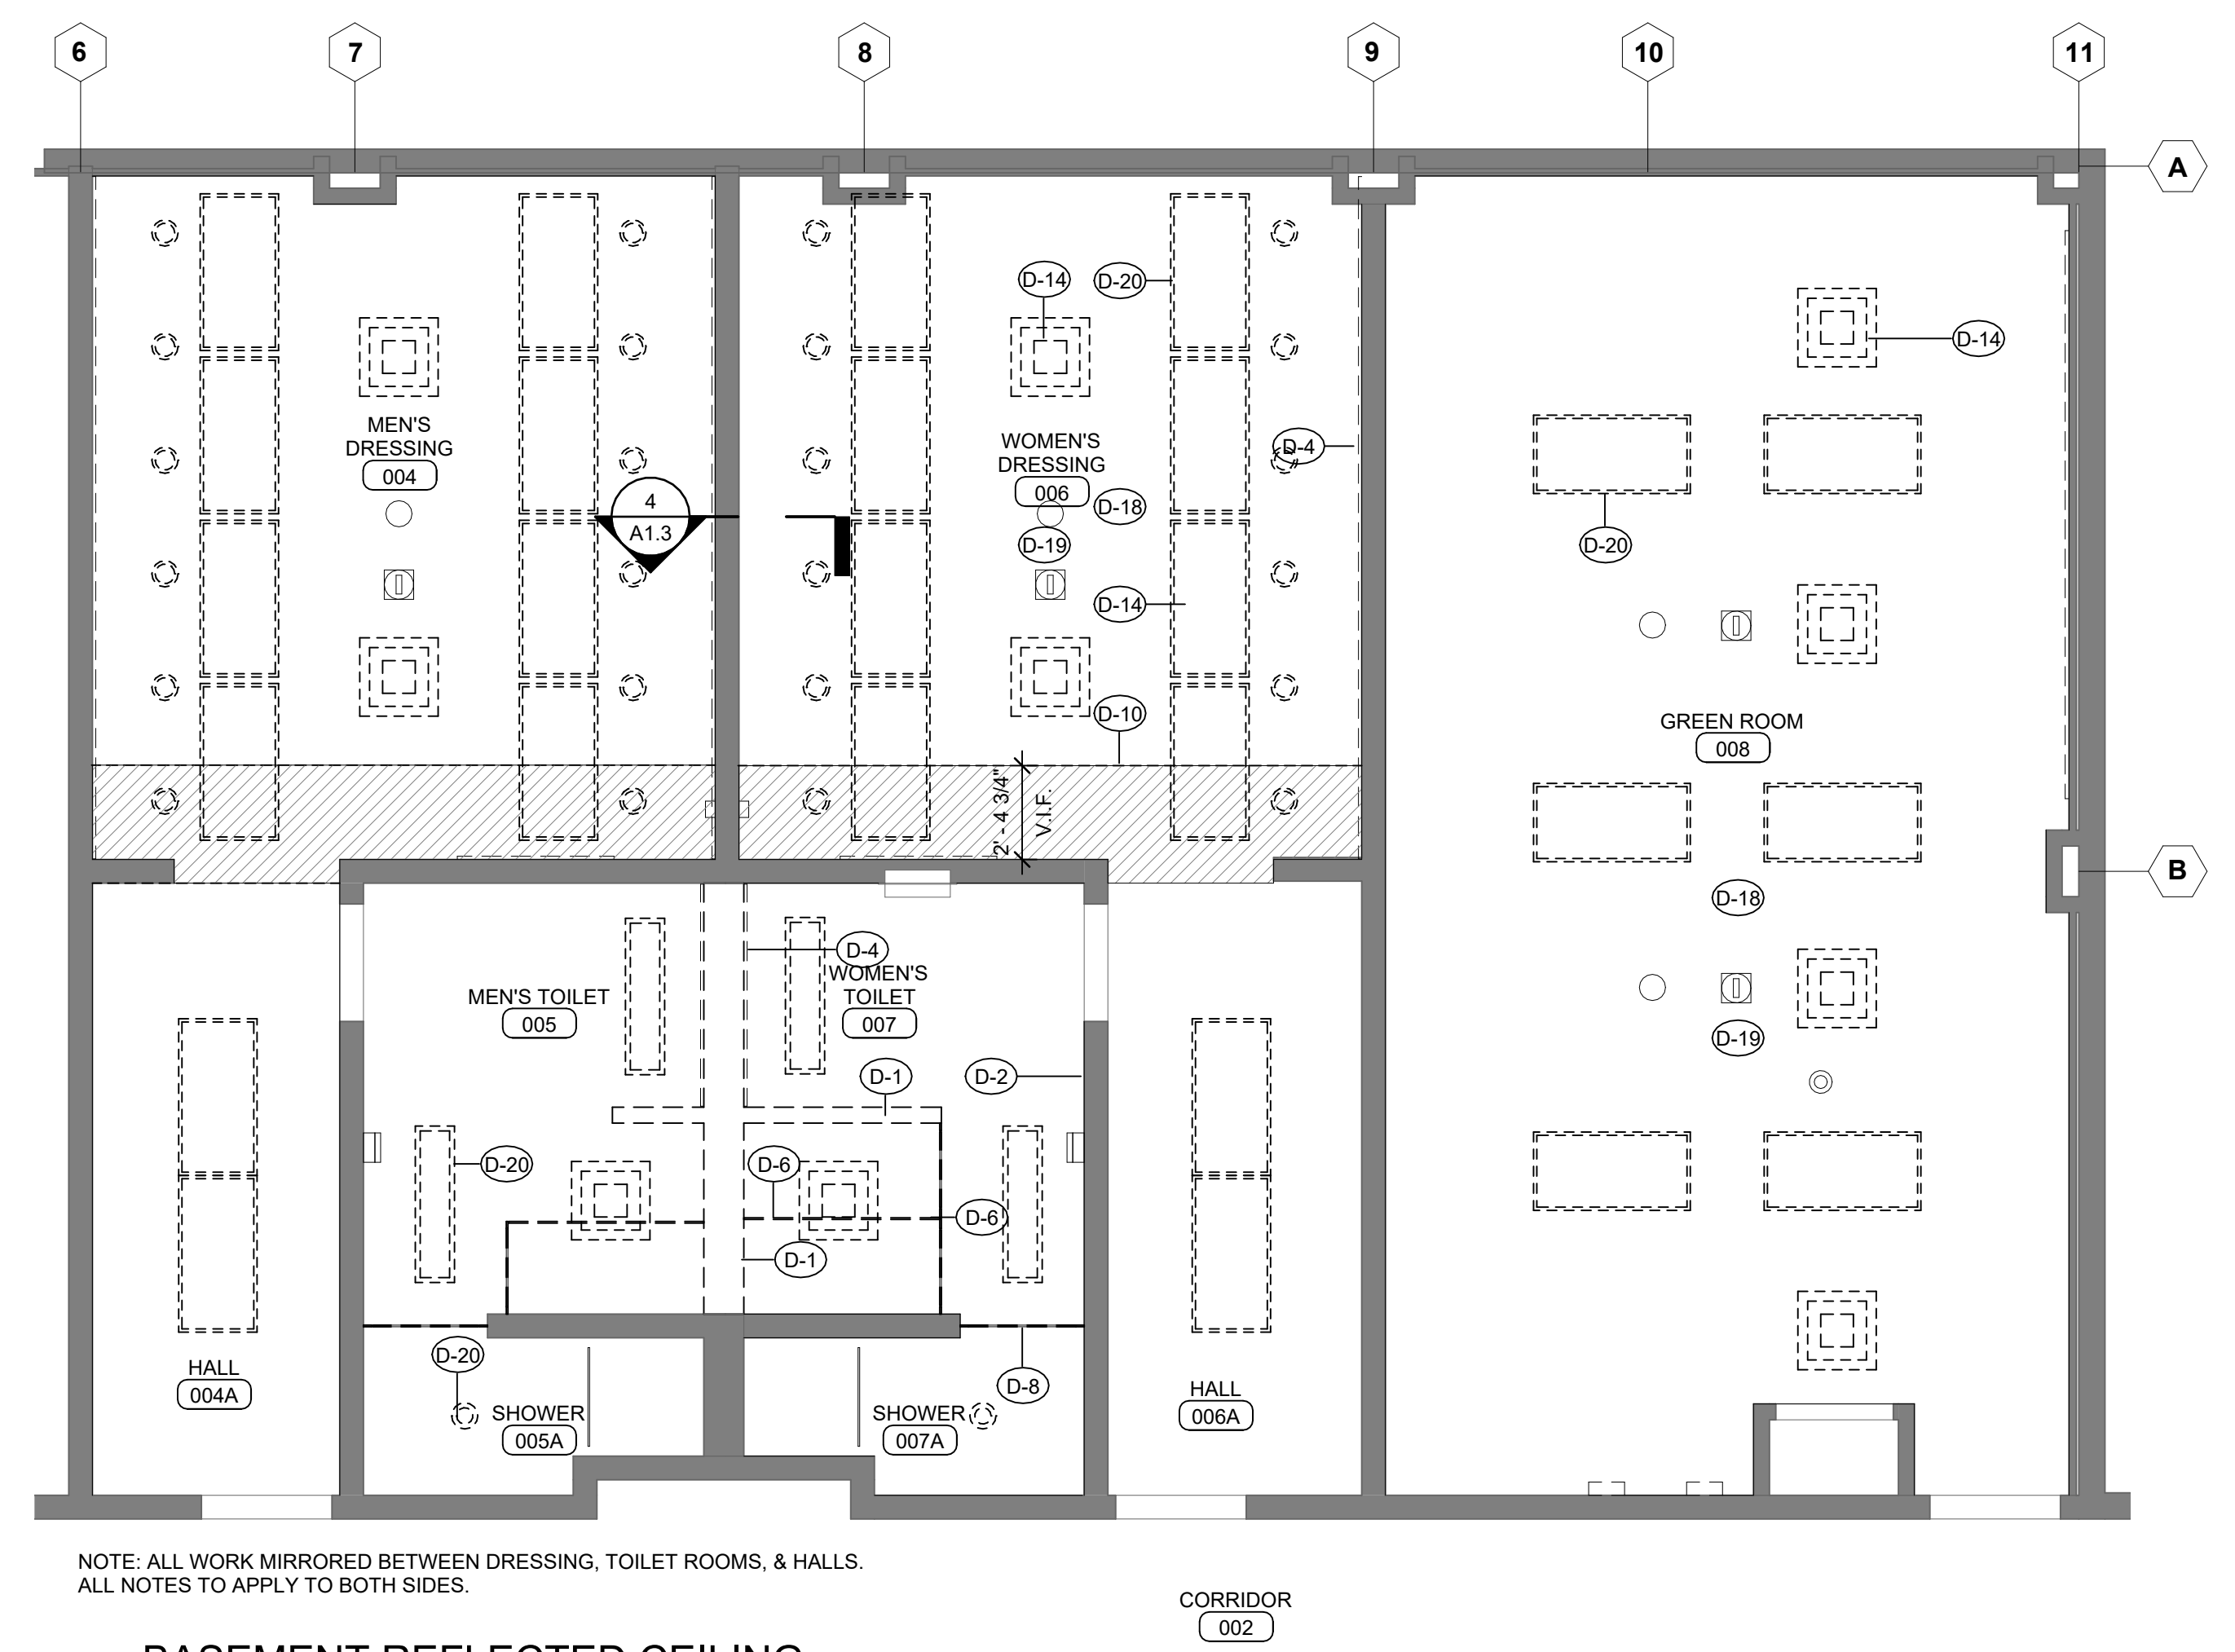 6
7
8
9
10
11
A
D-14
D-20
D-14
MEN'S
DRESSING
004
WOMEN'S
DRESSING
006
D-4
D-18
4
A1.3
D-19
D-20
D-14
D-10
GREEN ROOM
008
2' - 4 3/4"
V.I.F.
B
D-18
D-4
MEN'S TOILET
005
WOMEN'S
TOILET
007
D-19
D-1
D-2
D-20
D-6
D-6
D-1
D-20
D-8
HALL
004A
SHOWER
005A
SHOWER
007A
HALL
006A
NOTE: ALL WORK MIRRORED BETWEEN DRESSING, TOILET ROOMS, & HALLS.
ALL NOTES TO APPLY TO BOTH SIDES.
CORRIDOR
002
BASEMENT REFLECTED CEILING